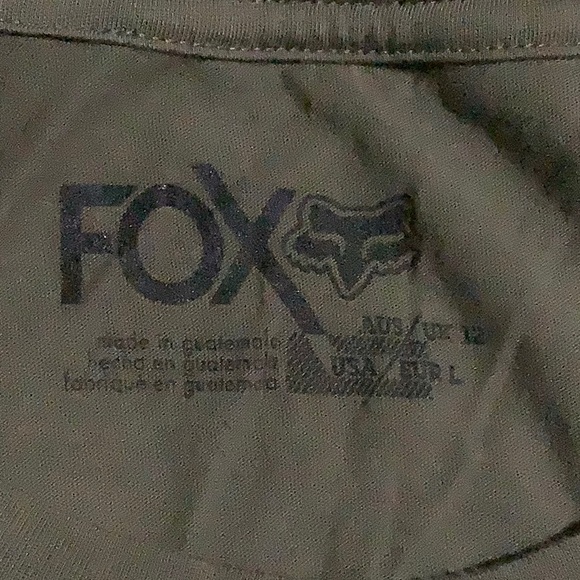 FOX
made in guatemala
hecho en guatemala
fabriqué en guatemala
AUS/UK 12
USA/EUR L